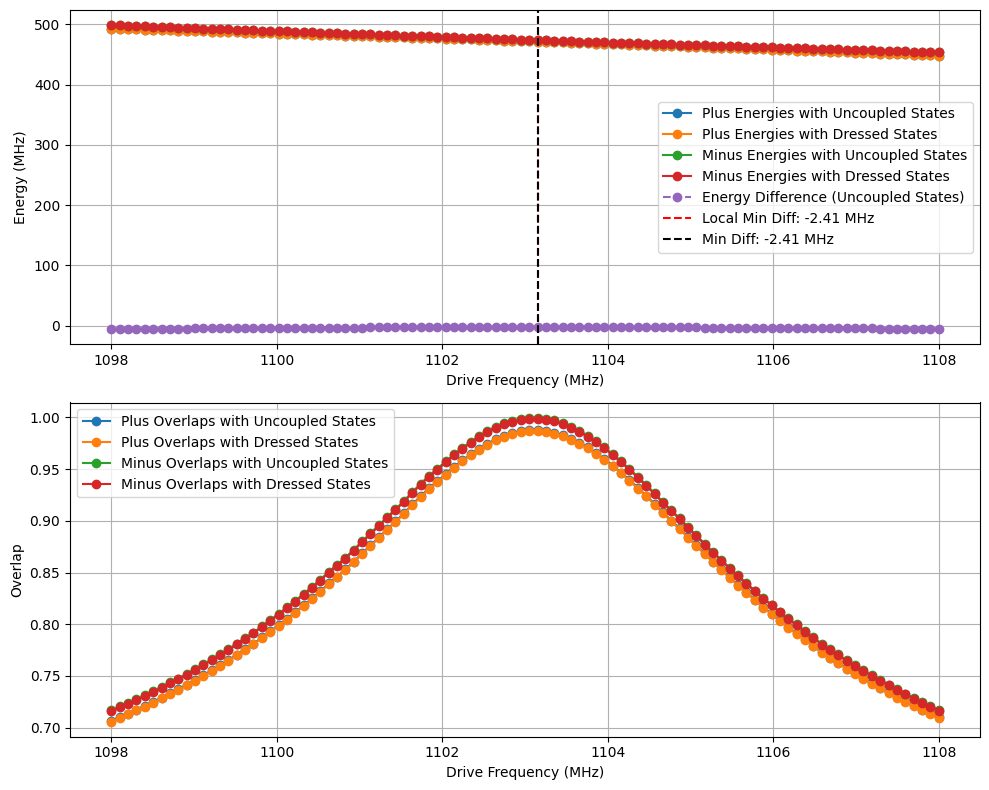 500
400
300
200
100
0
Energy (MHz)
Plus Energies with Uncoupled States
Plus Energies with Dressed States
Minus Energies with Uncoupled States
Minus Energies with Dressed States
Energy Difference (Uncoupled States)
Local Min Diff: -2.41 MHz
Min Diff: -2.41 MHz
1098 1100 1102 1104 1106 1108
Drive Frequency (MHz)
1.00
0.95
0.90
0.85
0.80
0.75
0.70
Overlap
Plus Overlaps with Uncoupled States
Plus Overlaps with Dressed States
Minus Overlaps with Uncoupled States
Minus Overlaps with Dressed States
1098 1100 1102 1104 1106 1108
Drive Frequency (MHz)